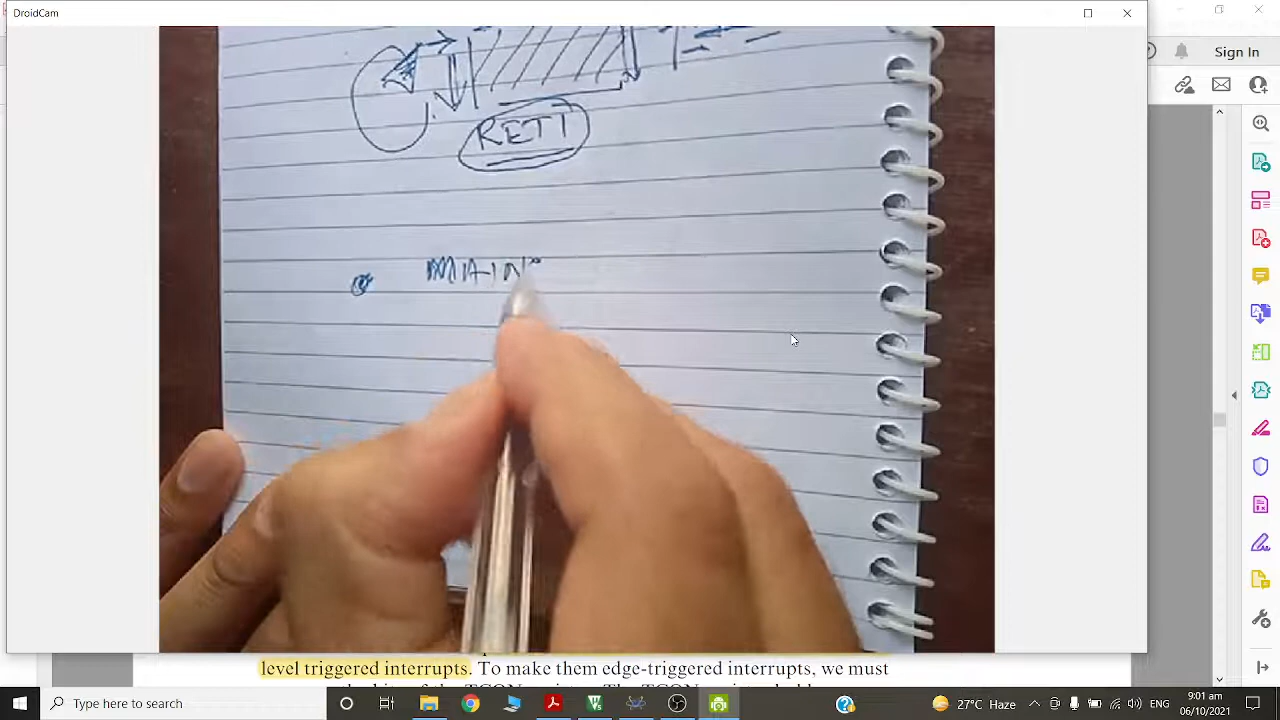 DroidCam
Sign In
RETI
MAIN:
level triggered interrupts. To make them edge-triggered interrupts, we must
Type here to search
27°C Haze
9:01 am
06/10/2021